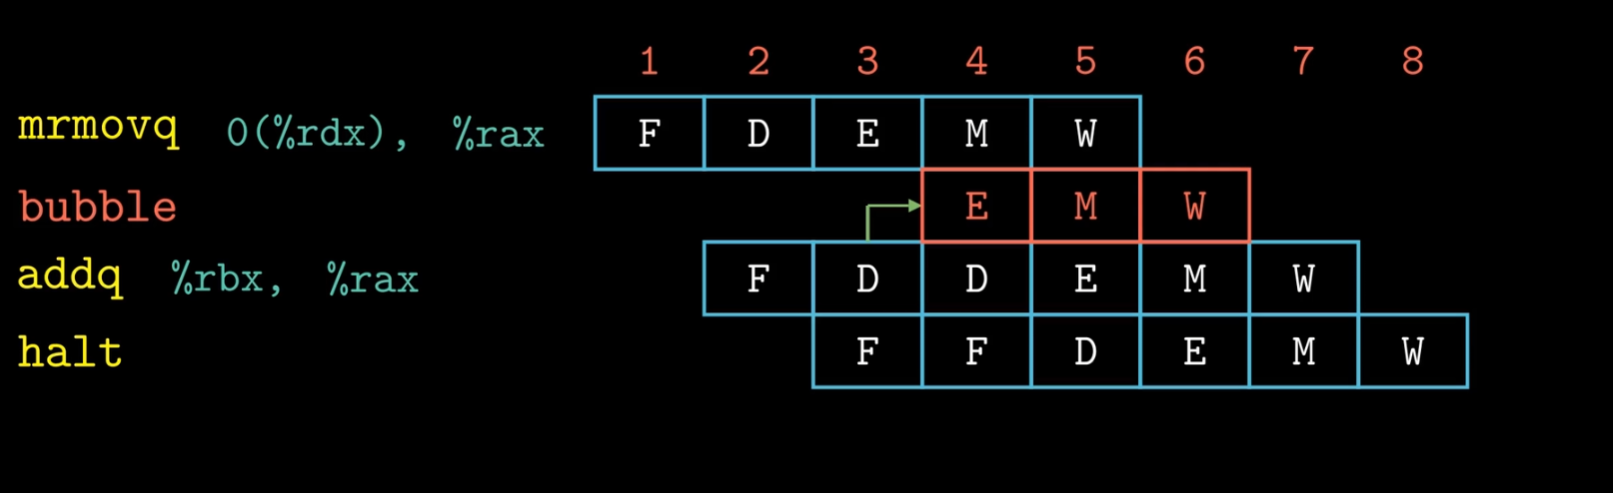 1 2 3 4 5 6 7 8
mrmovq 0(%rdx), %rax F D E M W
bubble E M W
addq %rbx, %rax F D D E M W
halt F F D E M W